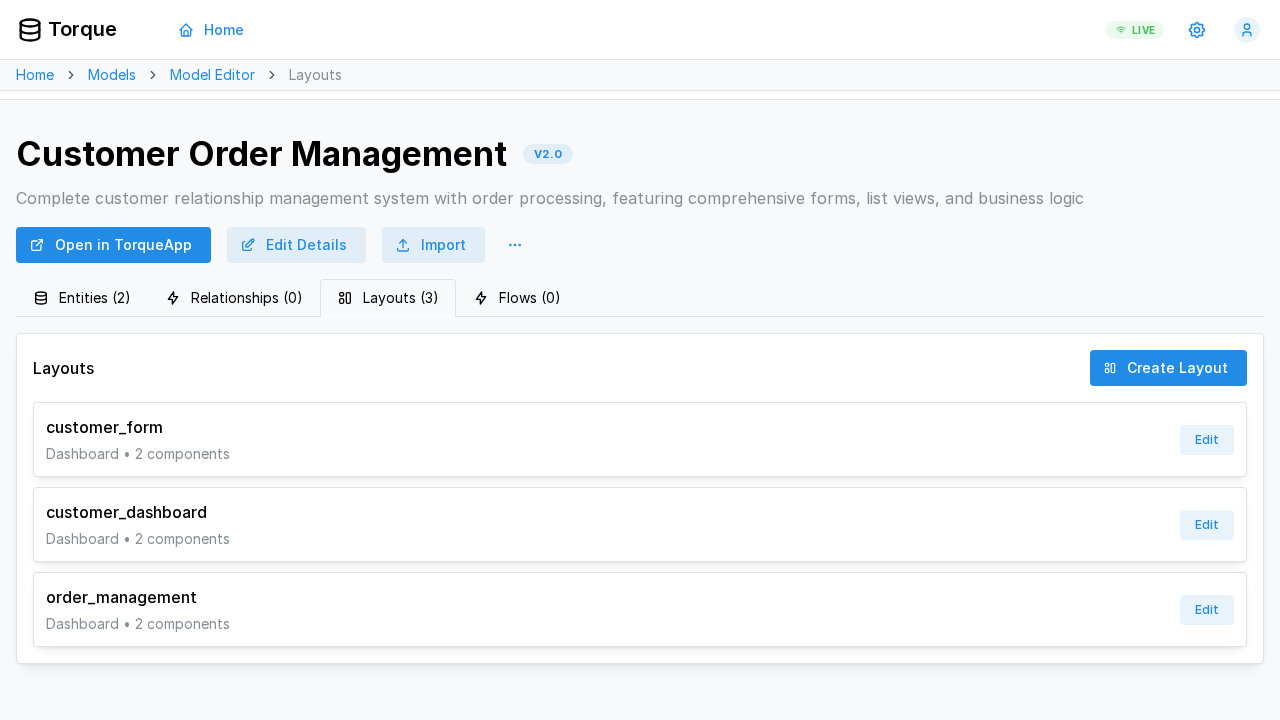 Torque
Home
LIVE
Home > Models > Model Editor > Layouts
Customer Order Management
V2.0
Complete customer relationship management system with order processing, featuring comprehensive forms, list views, and business logic
Open in TorqueApp
Edit Details
Import
Entities (2)
Relationships (0)
Layouts (3)
Flows (0)
Layouts
Create Layout
customer_form
Dashboard • 2 components
Edit
customer_dashboard
Dashboard • 2 components
Edit
order_management
Dashboard • 2 components
Edit